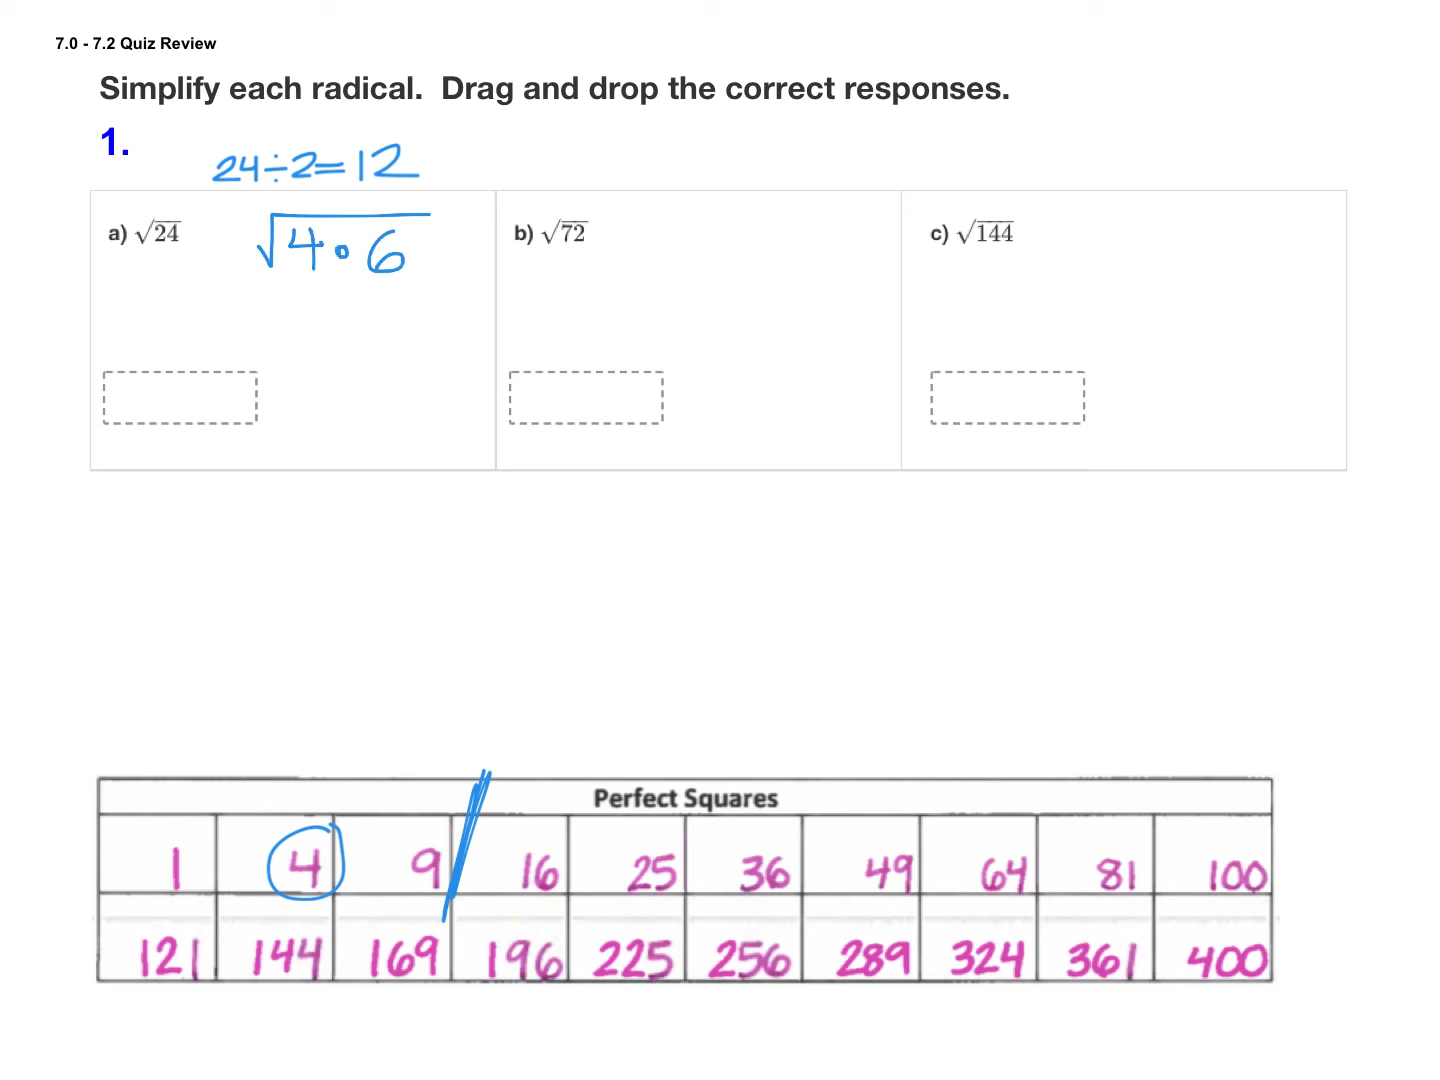 7.0 - 7.2 Quiz Review
Simplify each radical. Drag and drop the correct responses.
1.
24÷2=12
a) √24
√4•6
b) √72
c) √144
Perfect Squares
1 4 9 16 25 36 49 64 81 100
121 144 169 196 225 256 289 324 361 400